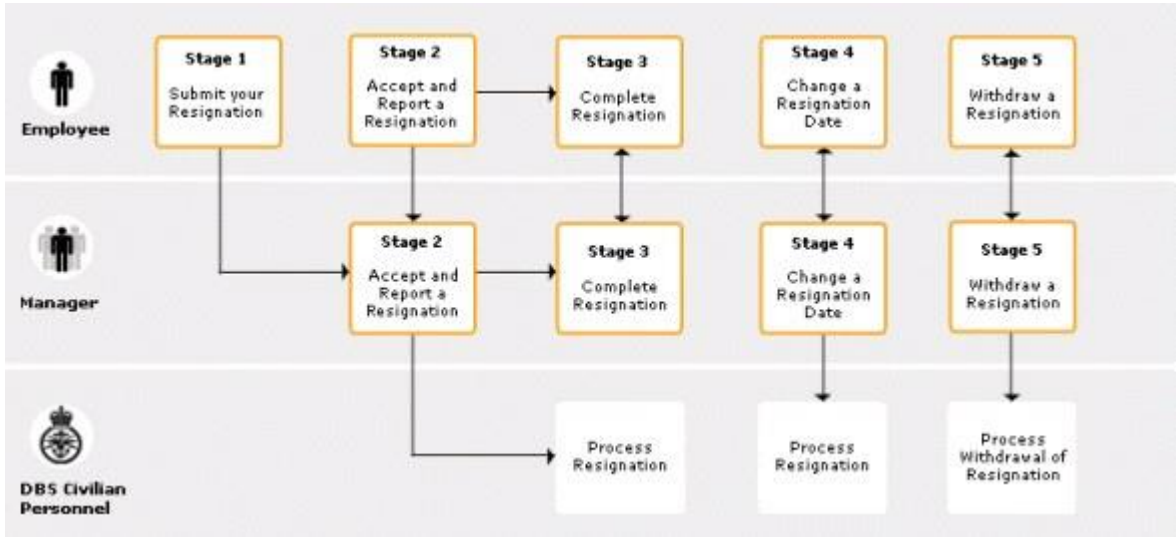 Stage 1
Submit your
Resignation
Stage 2
Accept and
Report a
Resignation
Stage 3
Complete
Resignation
Stage 4
Change a
Resignation
Date
Stage 5
Withdraw a
Resignation
Employee
Stage 2
Accept and
Report a
Resignation
Stage 3
Complete
Resignation
Stage 4
Change a
Resignation
Date
Stage 5
Withdraw a
Resignation
Manager
Process
Resignation
Process
Resignation
Process
Withdrawal of
Resignation
DBS Civilian
Personnel